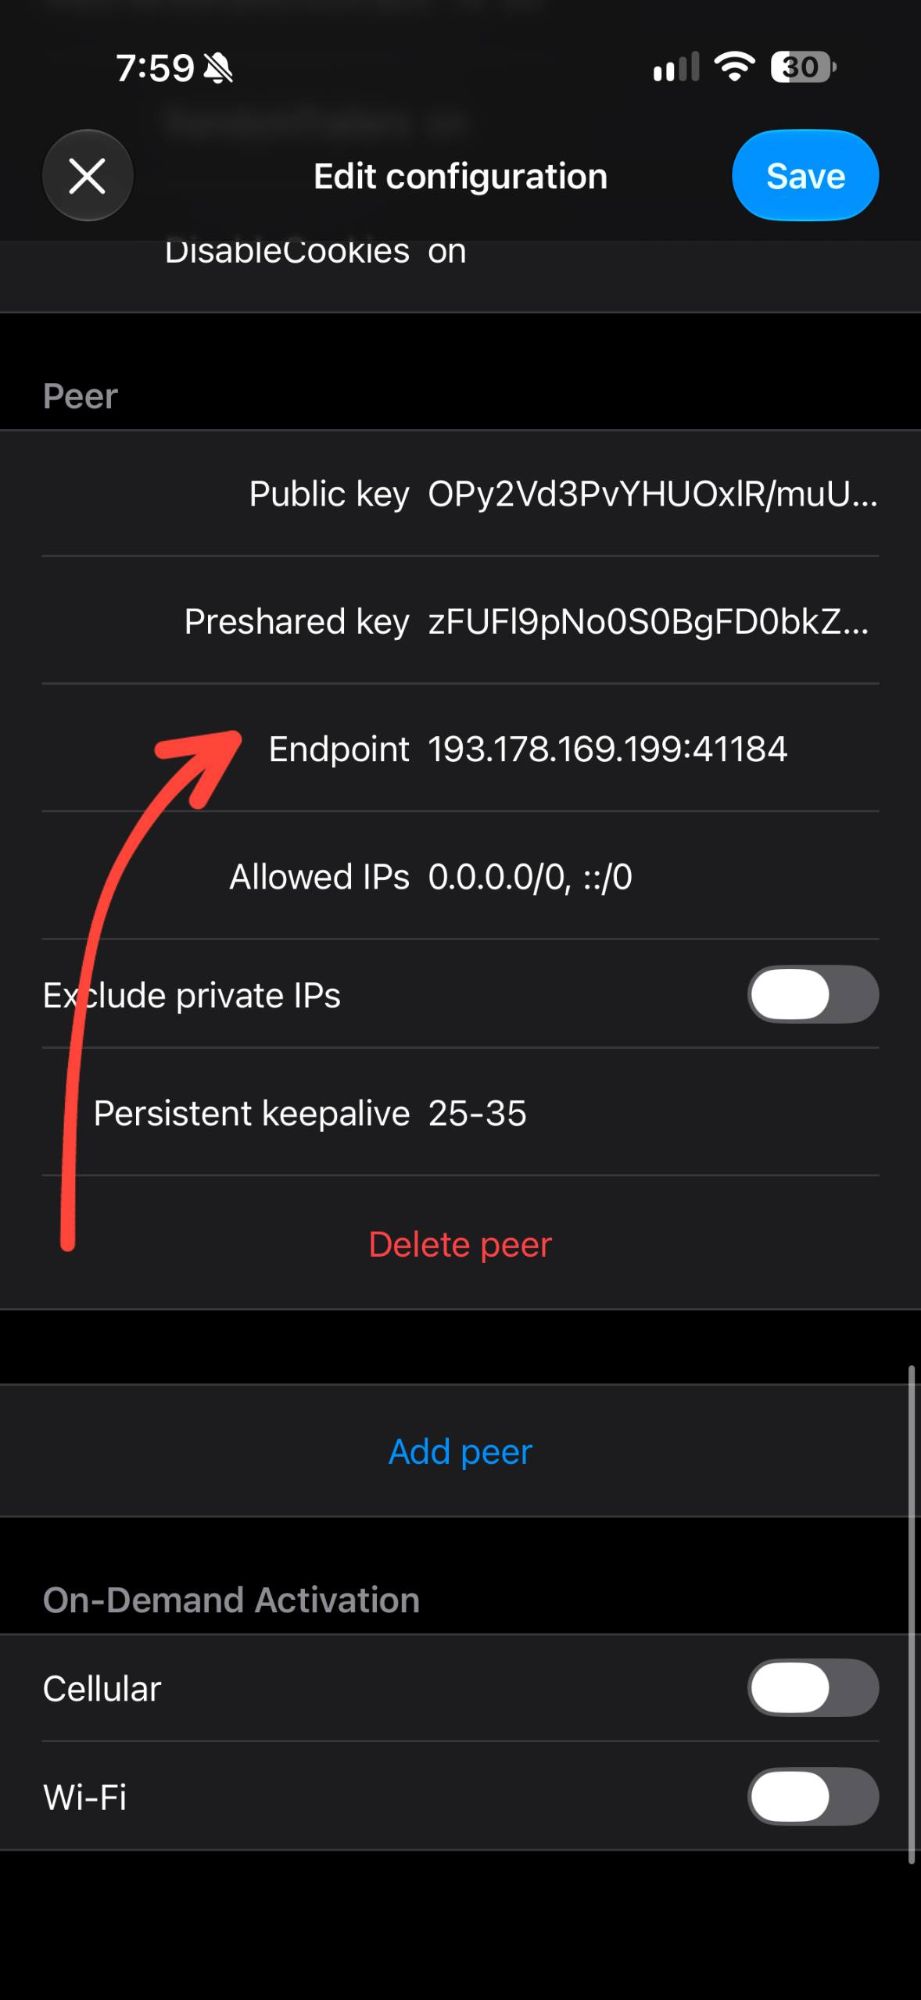 7:59
30
Edit configuration
Save
DisableCookies on
Peer
Public key OPy2Vd3PvYHUOxlR/muU...
Preshared key zFUFl9pNo0S0BgFD0bkZ...
Endpoint 193.178.169.199:41184
Allowed IPs 0.0.0.0/0, ::/0
Exclude private IPs
Persistent keepalive 25-35
Delete peer
Add peer
On-Demand Activation
Cellular
Wi-Fi